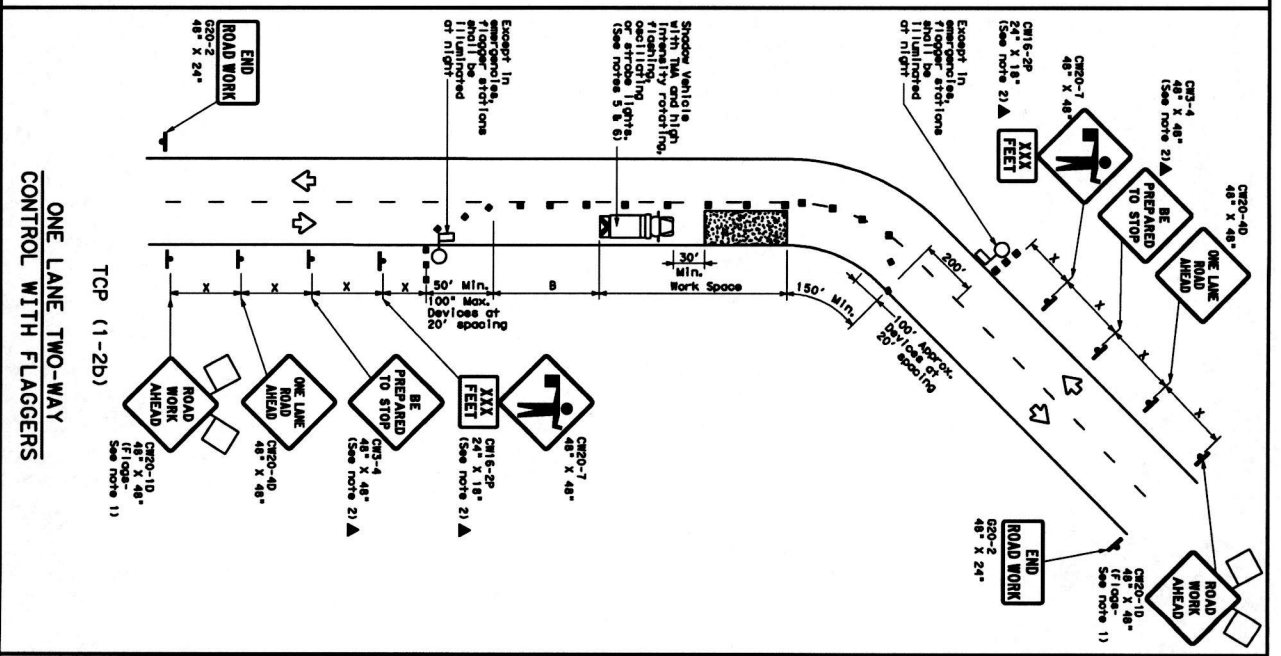 CW20-4D
48" X 48"
ONE LANE
ROAD
AHEAD
CW3-4
48" X 48"
(See note 2)▲
BE
PREPARED
TO STOP
CW20-7
48" X 48"
CW16-2P
24" X 18"
(See note 2)▲
XXX
FEET
Except in
emergencies,
flagger stations
shall be
illuminated
at night
ROAD
WORK
AHEAD
CW20-1D
48" X 48"
(Flags-
See note 1)
END
ROAD WORK
G20-2
48" X 24"
X
X
X
X
200'
100' Approx.
Devices at
20' spacing
150' Min.
Work Space
30'
Min.
B
50' Min.
100" Max.
Devices at
20' spacing
X
X
X
X
Shadow Vehicle
with TMA and high
intensity rotating,
flashing,
oscillating
or strobe lights.
(See notes 5 & 6)
Except in
emergencies,
flagger stations
shall be
illuminated
at night
END
ROAD WORK
G20-2
48" X 24"
CW20-7
48" X 48"
XXX
FEET
CW16-2P
24" X 18"
(See note 2)▲
BE
PREPARED
TO STOP
CW3-4
48" X 48"
(See note 2)▲
ONE LANE
ROAD
AHEAD
CW20-4D
48" X 48"
ROAD
WORK
AHEAD
CW20-1D
48" X 48"
(Flags-
See note 1)
TCP (1-2b)
ONE LANE TWO-WAY
CONTROL WITH FLAGGERS